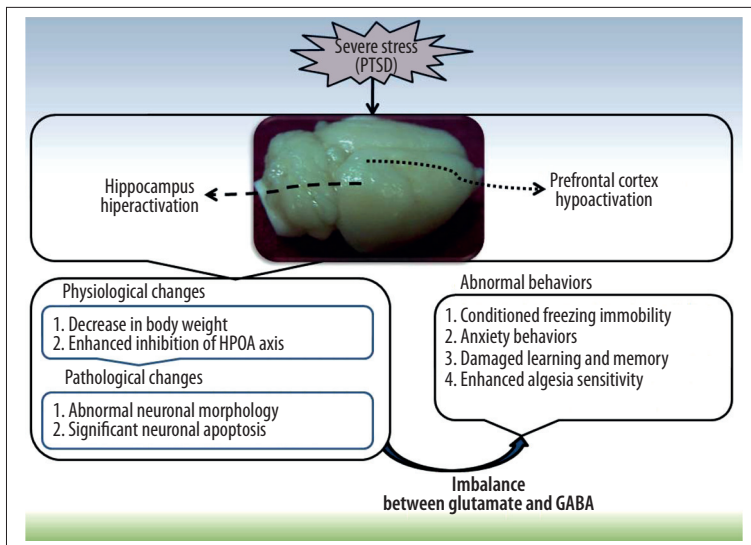 Severe stress
(PTSD)
Hippocampus
hiperactivation
Prefrontal cortex
hypoactivation
Physiological changes
1. Decrease in body weight
2. Enhanced inhibition of HPOA axis
Pathological changes
1. Abnormal neuronal morphology
2. Significant neuronal apoptosis
Abnormal behaviors
1. Conditioned freezing immobility
2. Anxiety behaviors
3. Damaged learning and memory
4. Enhanced algesia sensitivity
Imbalance
between glutamate and GABA